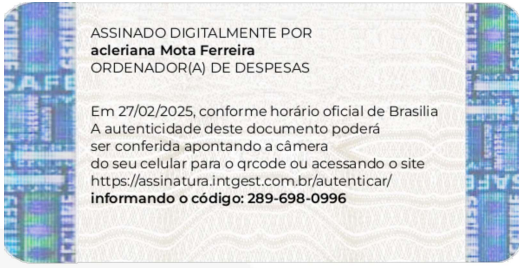 ASSINADO DIGITALMENTE POR
acleriana Mota Ferreira
ORDENADOR(A) DE DESPESAS
Em 27/02/2025, conforme horário oficial de Brasilia
A autenticidade deste documento poderá
ser conferida apontando a câmera
do seu celular para o qrcode ou acessando o site
https://assinatura.intgest.com.br/autenticar/
informando o código: 289-698-0996